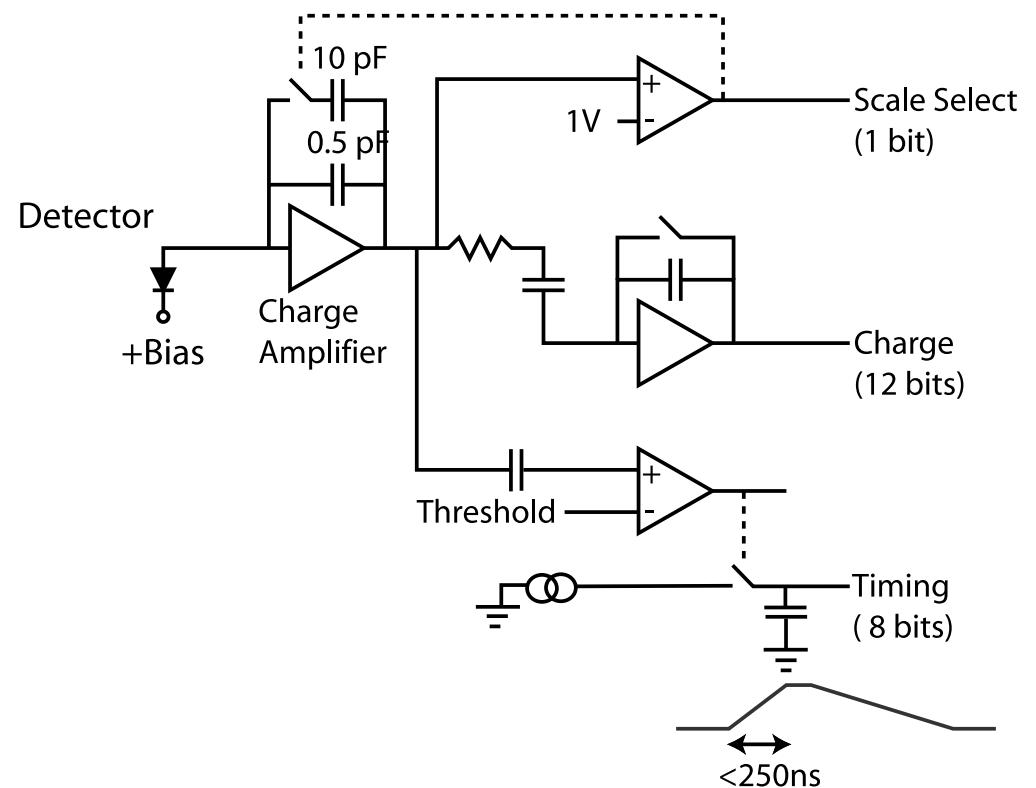 10 pF
0.5 pF
1V
+
-
Scale Select
(1 bit)
Detector
+Bias
Charge
Amplifier
Charge
(12 bits)
+
-
Threshold
Timing
( 8 bits)
<250ns